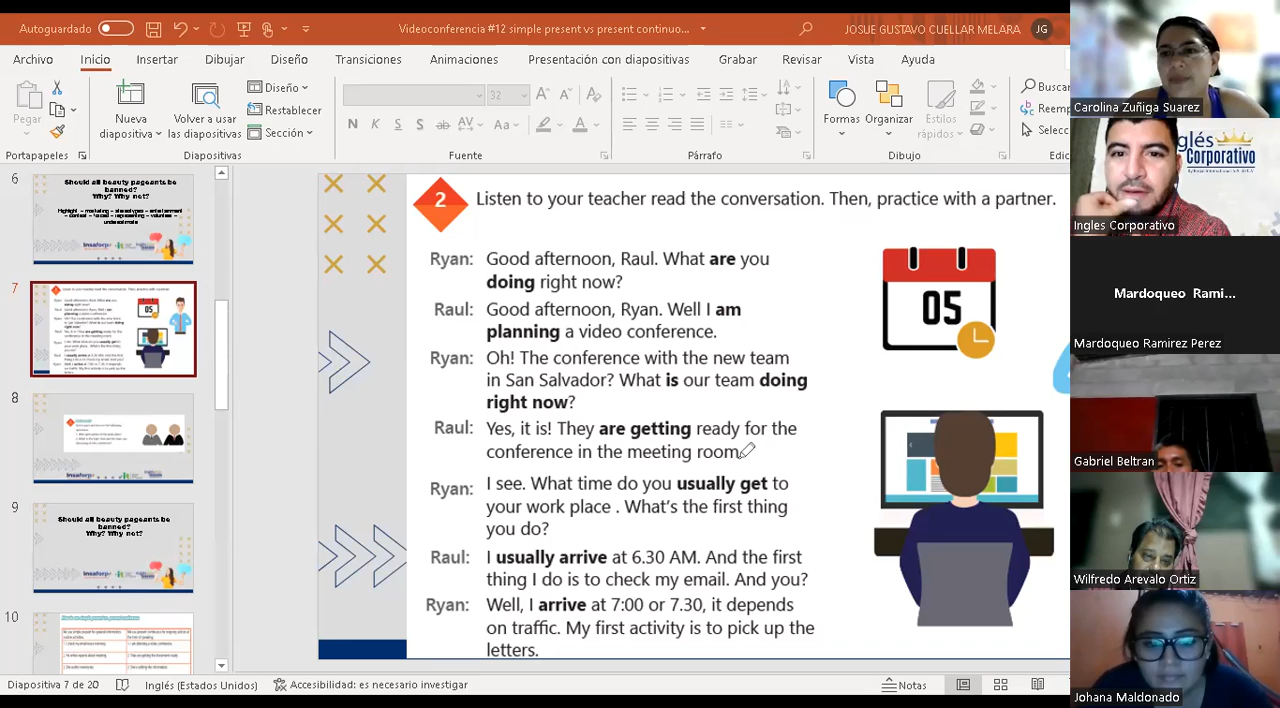 Autoguardado
Videoconferencia #12 simple present vs present continuo...
JOSUE GUSTAVO CUELLAR MELARA
JG
Archivo Inicio Insertar Dibujar Diseño Transiciones Animaciones Presentación con diapositivas Grabar Revisar Vista Ayuda
Pegar
Nueva diapositiva
Volver a usar las diapositivas
Diseño
Restablecer
Sección
32
N K S S ab AV Aa A
Formas
Organizar
Estilos rápidos
Buscar
Reemp
Selecc
Portapapeles Diapositivas Fuente Párrafo Dibujo Edic
6
Should all beauty pageants be
banned?
Why? Why not?
7
8
9
Should all beauty pageants be
banned?
Why? Why not?
10
2 Listen to your teacher read the conversation. Then, practice with a partner.
Ryan: Good afternoon, Raul. What are you
doing right now?
Raul: Good afternoon, Ryan. Well I am
planning a video conference.
Ryan: Oh! The conference with the new team
in San Salvador? What is our team doing
right now?
Raul: Yes, it is! They are getting ready for the
conference in the meeting room.
Ryan: I see. What time do you usually get to
your work place . What's the first thing
you do?
Raul: I usually arrive at 6.30 AM. And the first
thing I do is to check my email. And you?
Ryan: Well, I arrive at 7:00 or 7.30, it depends
on traffic. My first activity is to pick up the
letters.
05
Diapositiva 7 de 20
Inglés (Estados Unidos)
Accesibilidad: es necesario investigar
Notas
Carolina Zuñiga Suarez
glés
Corporativo
Ingles Corporativo
Mardoqueo Rami...
Mardoqueo Ramirez Perez
Gabriel Beltran
Wilfredo Arevalo Ortiz
Johana Maldonado